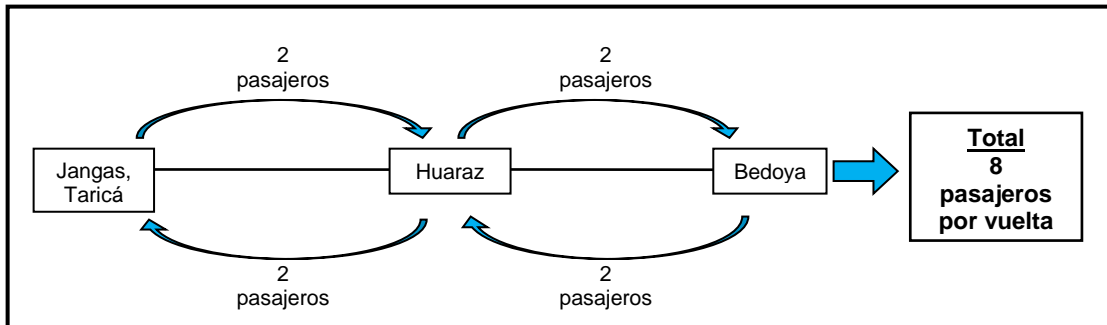 2
pasajeros
2
pasajeros
Jangas,
Taricá
Huaraz
Bedoya
Total
8
pasajeros
por vuelta
2
pasajeros
2
pasajeros